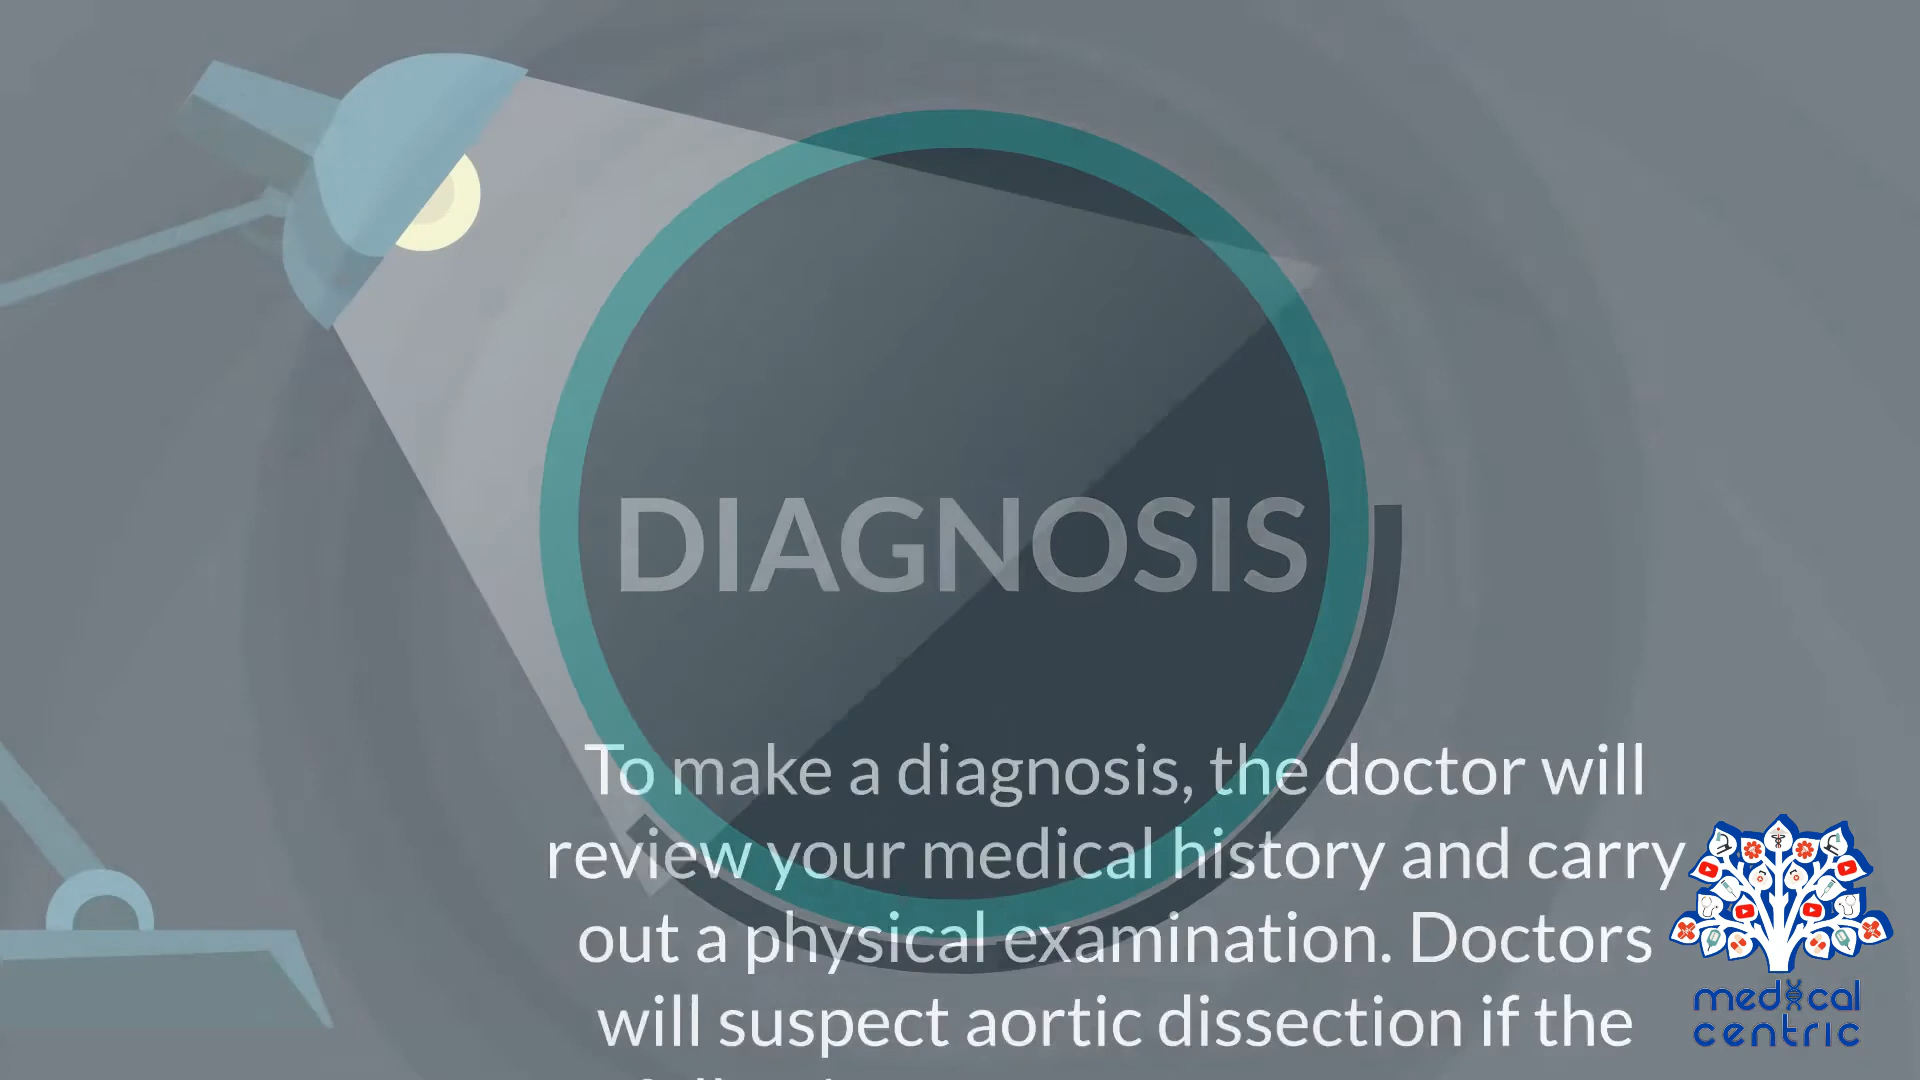 DIAGNOSIS
To make a diagnosis, the doctor will
review your medical history and carry
out a physical examination. Doctors
will suspect aortic dissection if the
medical
centric